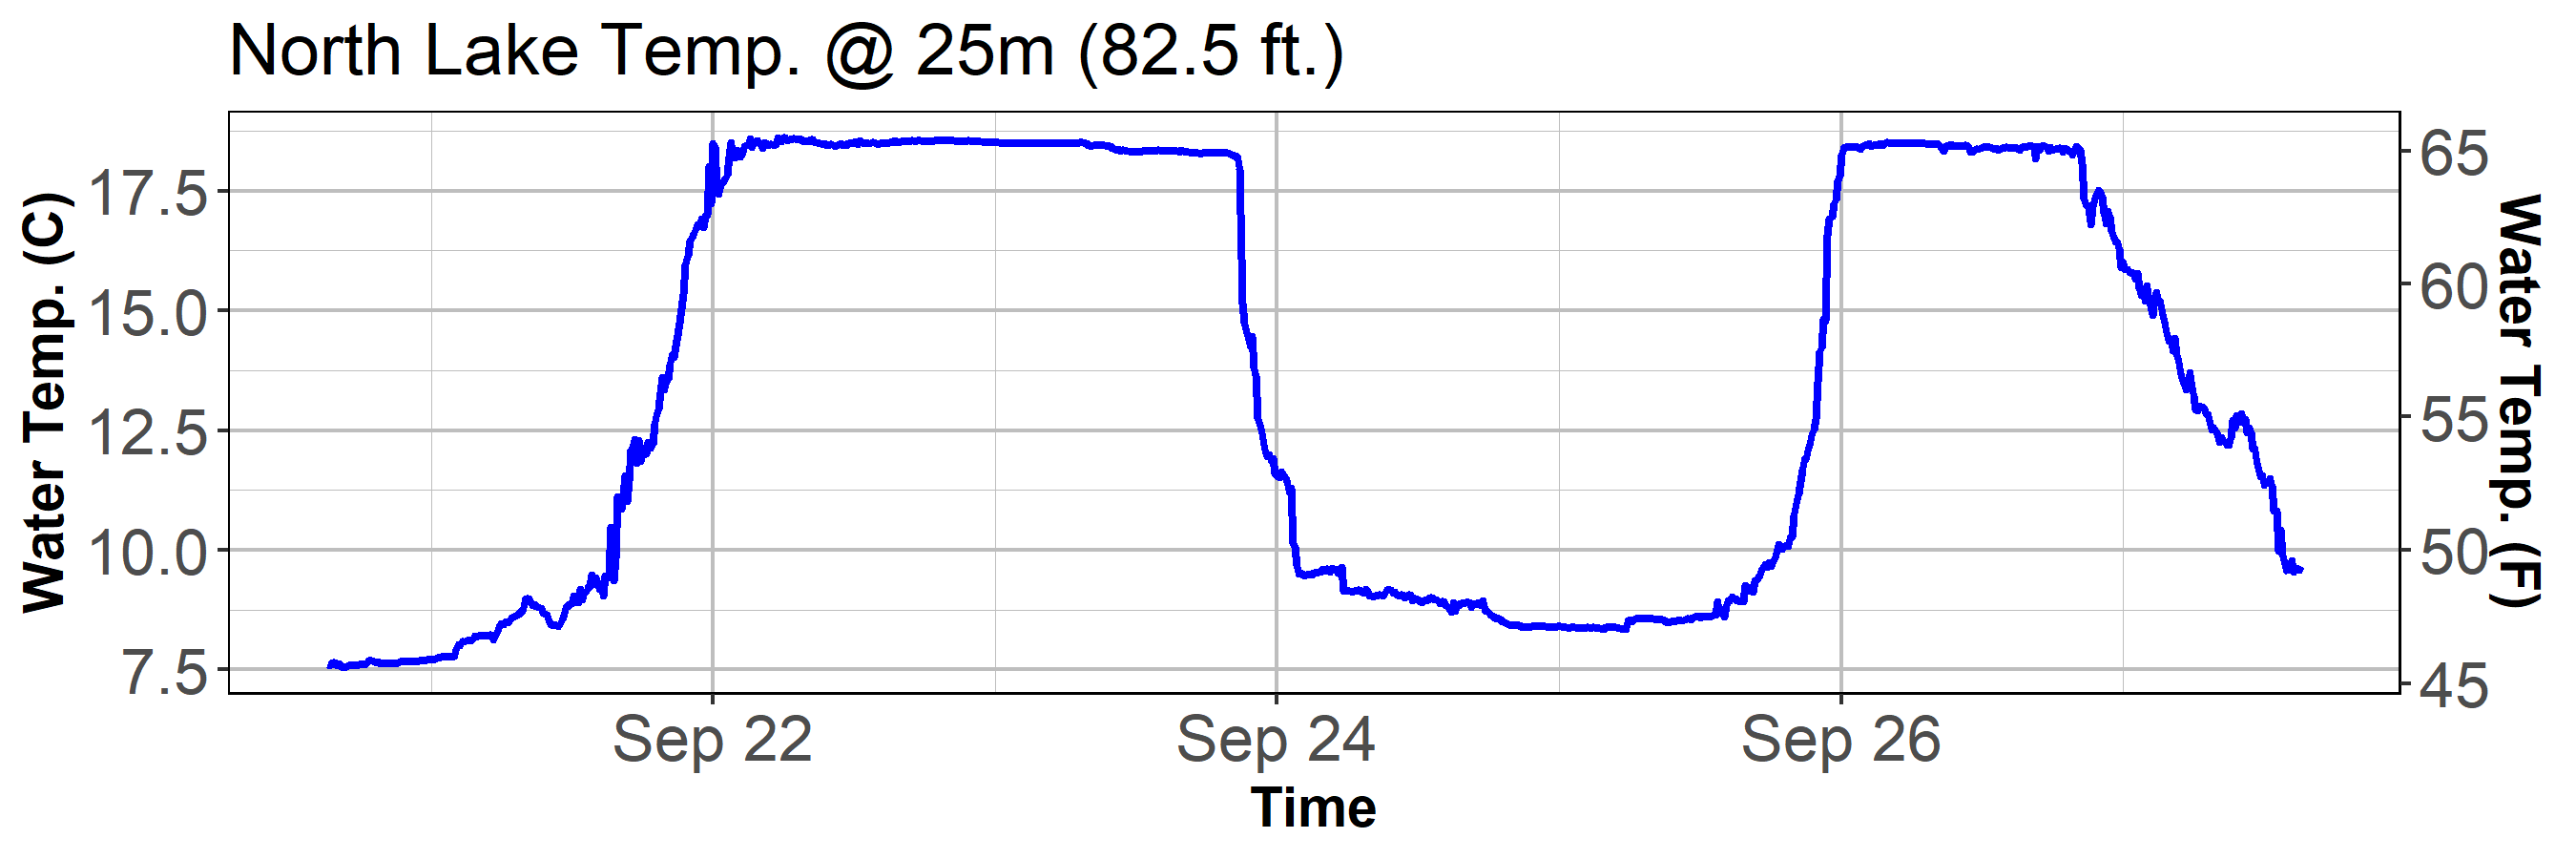 North Lake Temp. @ 25m (82.5 ft.)
Water Temp. (C)
17.5
15.0
12.5
10.0
7.5
65
60
55
50
45
Water Temp. (F)
Sep 22 Sep 24 Sep 26
Time